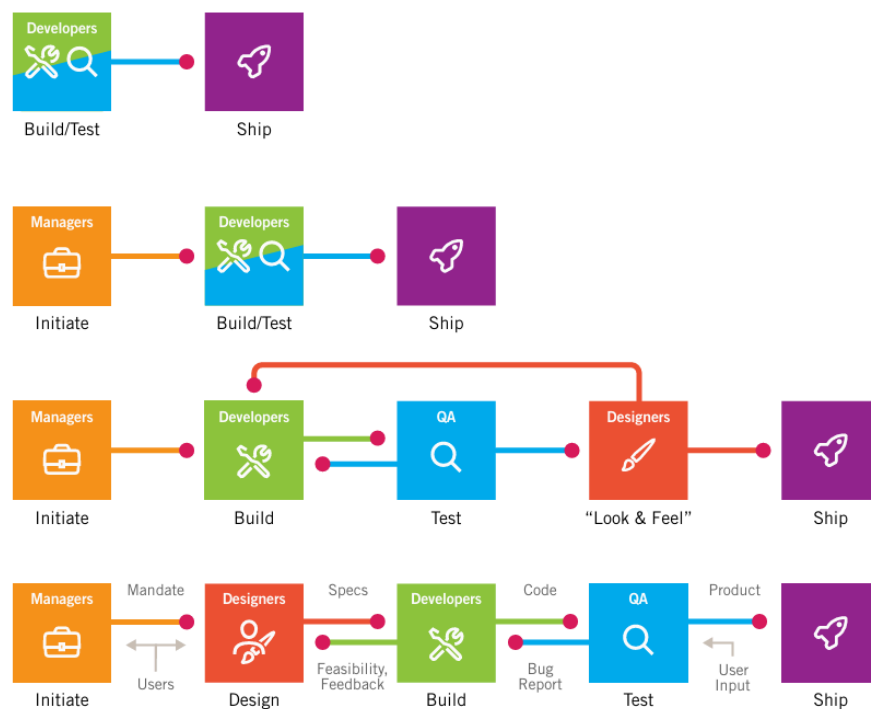 Developers
Build/Test
Ship
Managers
Developers
Initiate
Build/Test
Ship
Managers
Developers
QA
Designers
Initiate
Build
Test
“Look & Feel”
Ship
Managers
Mandate
Designers
Specs
Developers
Code
QA
Product
Users
Feasibility,
Feedback
Bug
Report
User
Input
Initiate
Design
Build
Test
Ship